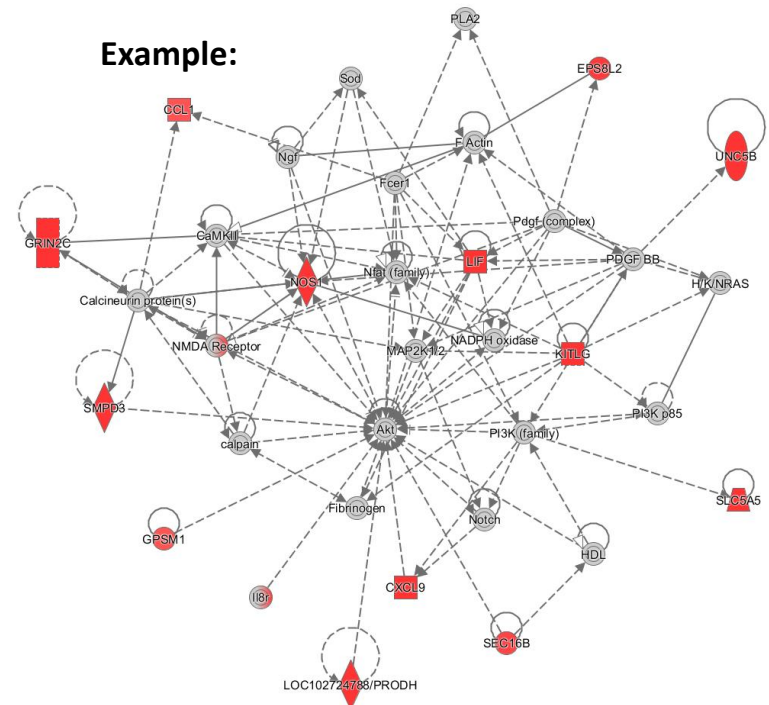 PLA2
Example:
EPS8L2
Sod
CCL1
F Actin
Ngf
UNC5B
Fcer1
Pdgf (complex)
CaMKII
GRIN2C
PDGF BB
LIF
Nfat (family)
NOS1
H/K/NRAS
Calcineurin protein(s)
NADPH oxidase
NMDA Receptor
MAP2K1/2
KITLG
SMPD3
PI3K p85
Akt
PI3K (family)
calpain
SLC5A5
Fibrinogen
Notch
GPSM1
HDL
CXCL9
Il8r
SEC16B
LOC102724788/PRODH